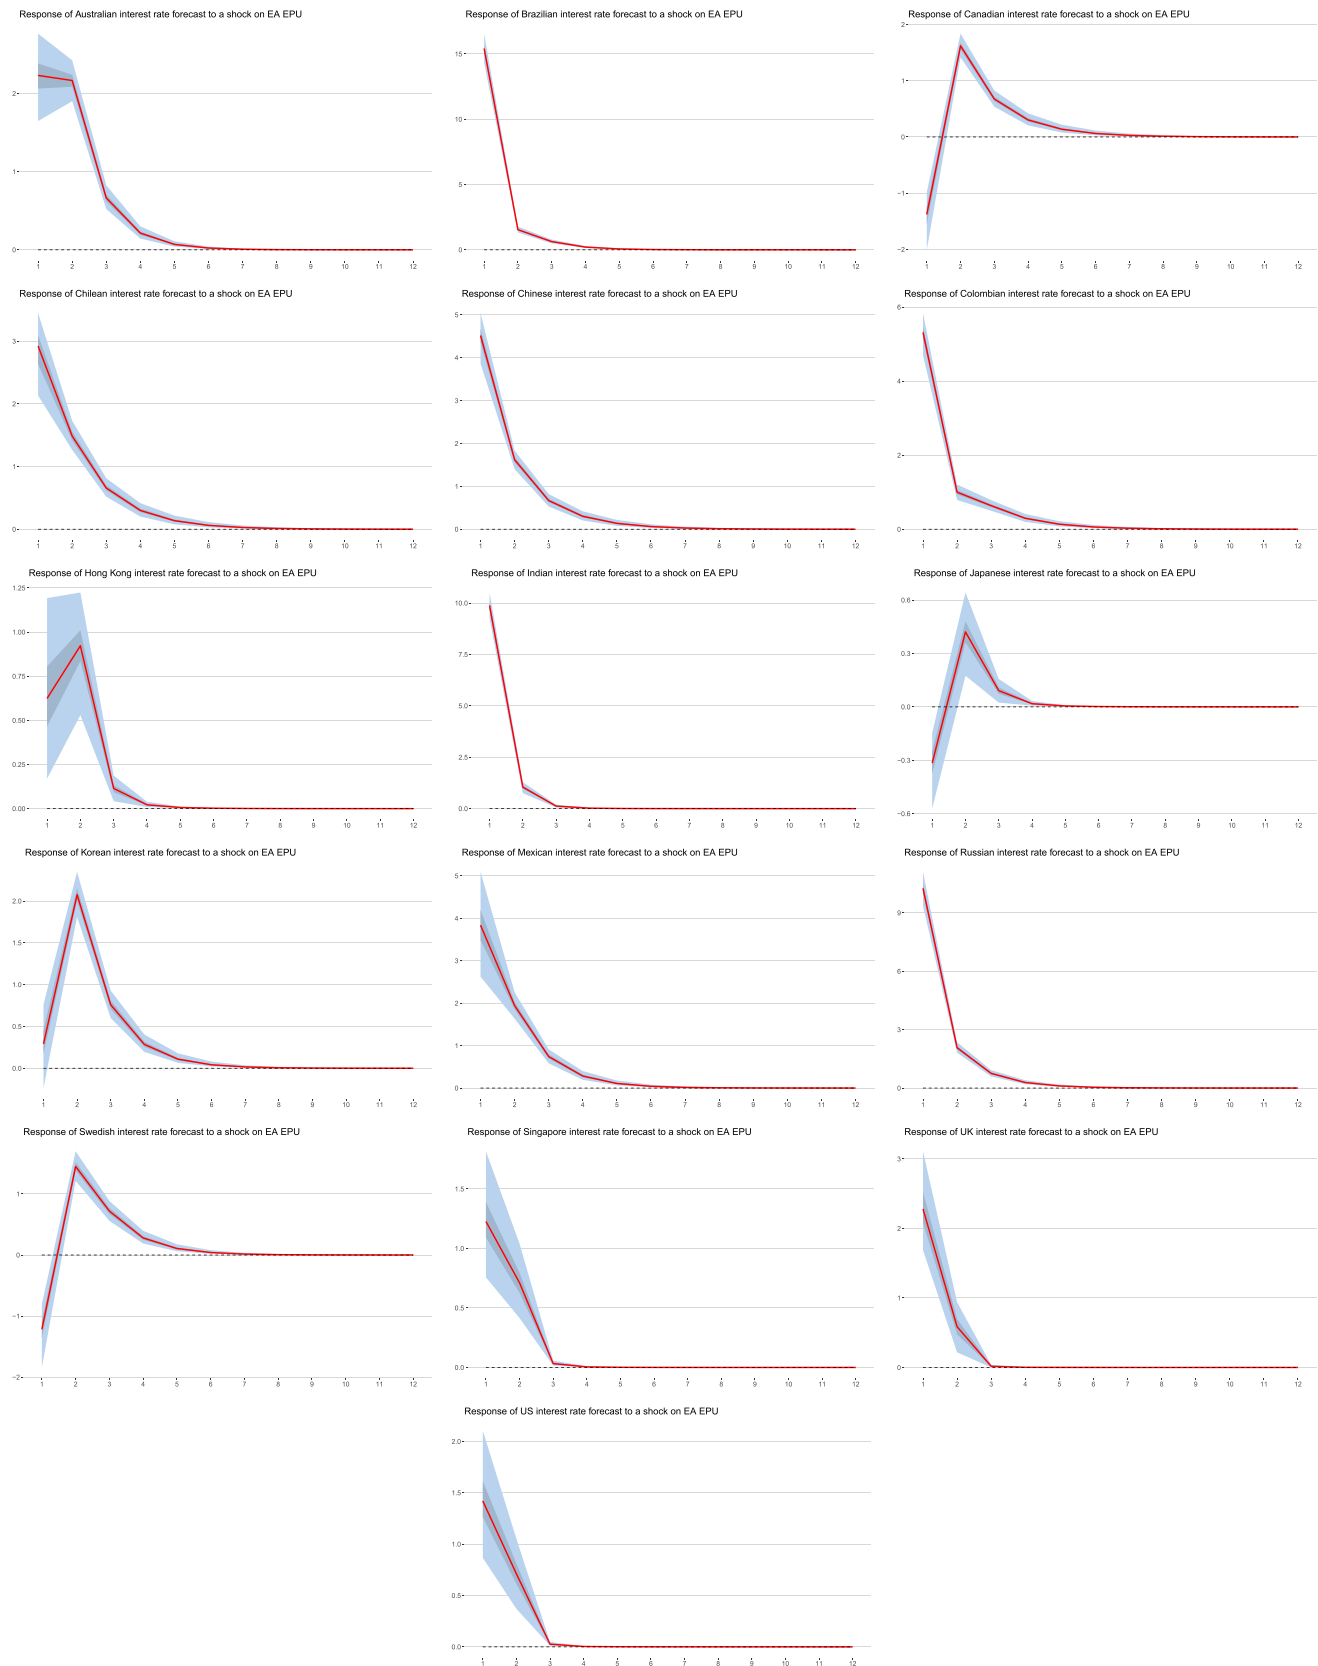 Response of Australian interest rate forecast to a shock on EA EPU
2
1
0
1 2 3 4 5 6 7 8 9 10 11 12
Response of Brazilian interest rate forecast to a shock on EA EPU
15
10
5
0
1 2 3 4 5 6 7 8 9 10 11 12
Response of Canadian interest rate forecast to a shock on EA EPU
2
1
0
−1
−2
1 2 3 4 5 6 7 8 9 10 11 12
Response of Chilean interest rate forecast to a shock on EA EPU
3
2
1
0
1 2 3 4 5 6 7 8 9 10 11 12
Response of Chinese interest rate forecast to a shock on EA EPU
5
4
3
2
1
0
1 2 3 4 5 6 7 8 9 10 11 12
Response of Colombian interest rate forecast to a shock on EA EPU
6
4
2
0
1 2 3 4 5 6 7 8 9 10 11 12
Response of Hong Kong interest rate forecast to a shock on EA EPU
1.25
1.00
0.75
0.50
0.25
0.00
1 2 3 4 5 6 7 8 9 10 11 12
Response of Indian interest rate forecast to a shock on EA EPU
10.0
7.5
5.0
2.5
0.0
1 2 3 4 5 6 7 8 9 10 11 12
Response of Japanese interest rate forecast to a shock on EA EPU
0.6
0.3
0.0
−0.3
−0.6
1 2 3 4 5 6 7 8 9 10 11 12
Response of Korean interest rate forecast to a shock on EA EPU
2.0
1.5
1.0
0.5
0.0
1 2 3 4 5 6 7 8 9 10 11 12
Response of Mexican interest rate forecast to a shock on EA EPU
5
4
3
2
1
0
1 2 3 4 5 6 7 8 9 10 11 12
Response of Russian interest rate forecast to a shock on EA EPU
9
6
3
0
1 2 3 4 5 6 7 8 9 10 11 12
Response of Swedish interest rate forecast to a shock on EA EPU
1
0
−1
−2
1 2 3 4 5 6 7 8 9 10 11 12
Response of Singapore interest rate forecast to a shock on EA EPU
1.5
1.0
0.5
0.0
1 2 3 4 5 6 7 8 9 10 11 12
Response of UK interest rate forecast to a shock on EA EPU
3
2
1
0
1 2 3 4 5 6 7 8 9 10 11 12
Response of US interest rate forecast to a shock on EA EPU
2.0
1.5
1.0
0.5
0.0
1 2 3 4 5 6 7 8 9 10 11 12